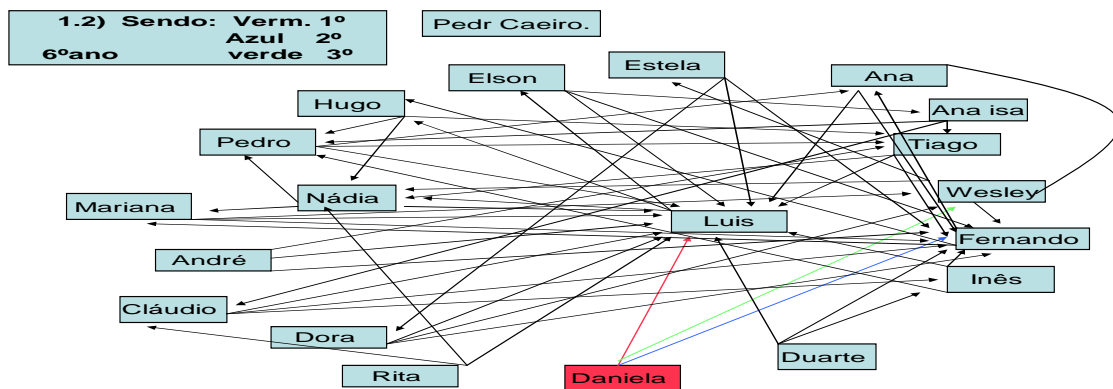 1.2) Sendo: Verm. 1º
Azul 2º
6ºano verde 3º
Pedr Caeiro.
Estela
Elson
Ana
Hugo
Ana isa
Pedro
Tiago
Nádia
Wesley
Mariana
Luis
Fernando
André
Inês
Cláudio
Dora
Duarte
Rita
Daniela